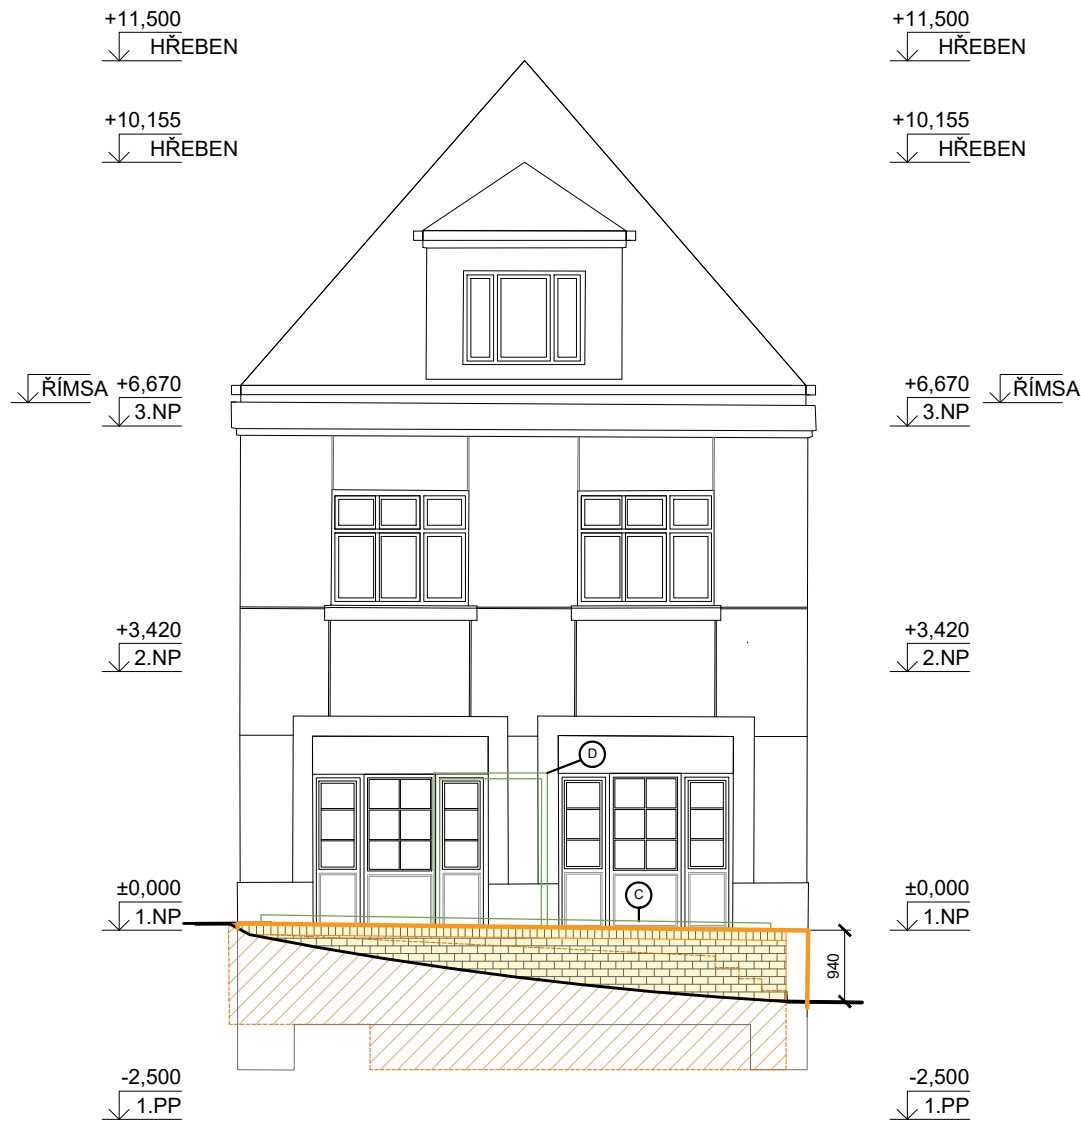 +11,500
HŘEBEN
+11,500
HŘEBEN
+10,155
HŘEBEN
+10,155
HŘEBEN
ŘÍMSA
+6,670
3.NP
+6,670
3.NP
ŘÍMSA
+3,420
2.NP
+3,420
2.NP
D
C
±0,000
1.NP
±0,000
1.NP
940
-2,500
1.PP
-2,500
1.PP